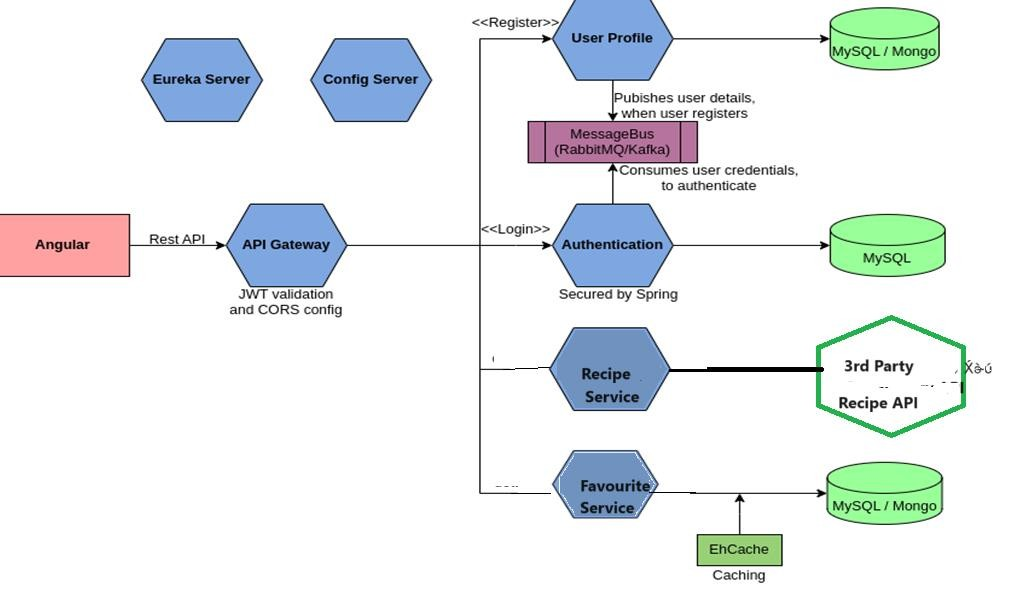 <<Register>>
User Profile
MySQL / Mongo
Eureka Server
Config Server
Pubishes user details,
when user registers
MessageBus
(RabbitMQ/Kafka)
Consumes user credentials,
to authenticate
Angular
Rest API
API Gateway
JWT validation
and CORS config
<<Login>>
Authentication
Secured by Spring
MySQL
Recipe
Service
3rd Party
Recipe API
Favourite
Service
MySQL / Mongo
EhCache
Caching